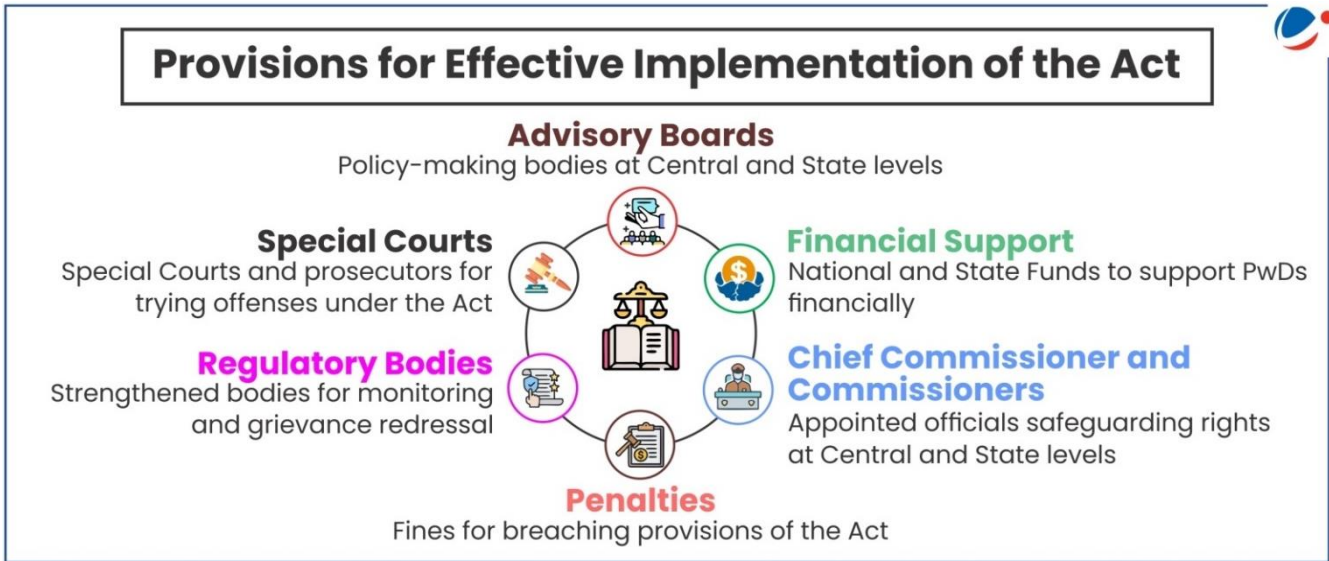 Provisions for Effective Implementation of the Act
Advisory Boards
Policy-making bodies at Central and State levels
Special Courts
Special Courts and prosecutors for
trying offenses under the Act
Financial Support
National and State Funds to support PwDs
financially
Regulatory Bodies
Strengthened bodies for monitoring
and grievance redressal
Chief Commissioner and
Commissioners
Appointed officials safeguarding rights
at Central and State levels
Penalties
Fines for breaching provisions of the Act